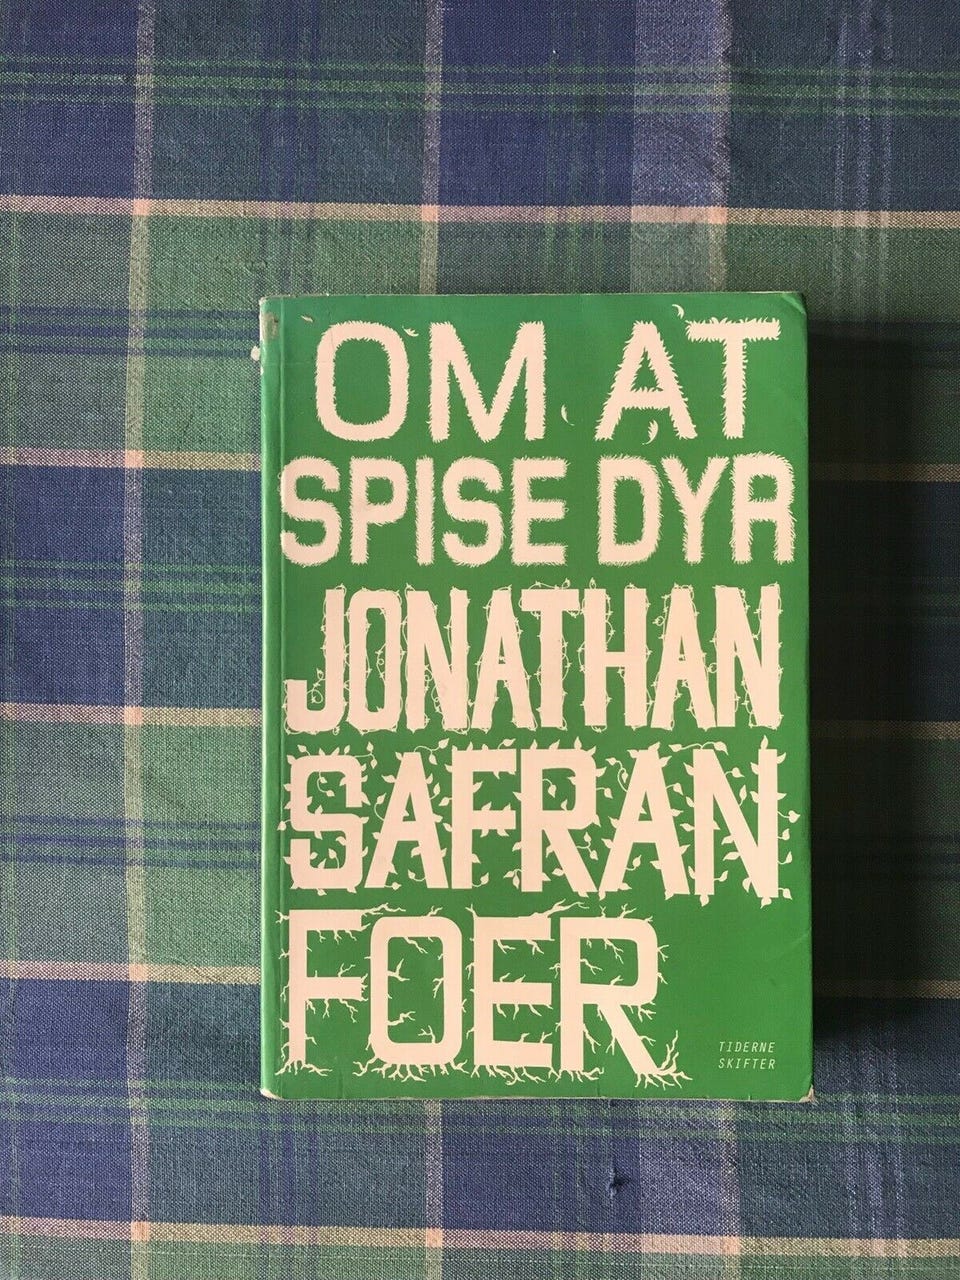 OM AT
SPISE DYR
JONATHAN
SAFRAN
FOER
TIDERNE
SKIFTER